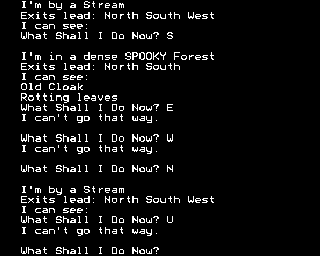 I'm by a Stream
Exits lead: North South West
I can see:
What Shall I Do Now? S
I'm in a dense SPOOKY Forest
Exits lead: North South
I can see:
Old Cloak
Rotting leaves
What Shall I Do Now? E
I can't go that way.
What Shall I Do Now? W
I can't go that way.
What Shall I Do Now? N
I'm by a Stream
Exits lead: North South West
I can see:
What Shall I Do Now? U
I can't go that way.
What Shall I Do Now?